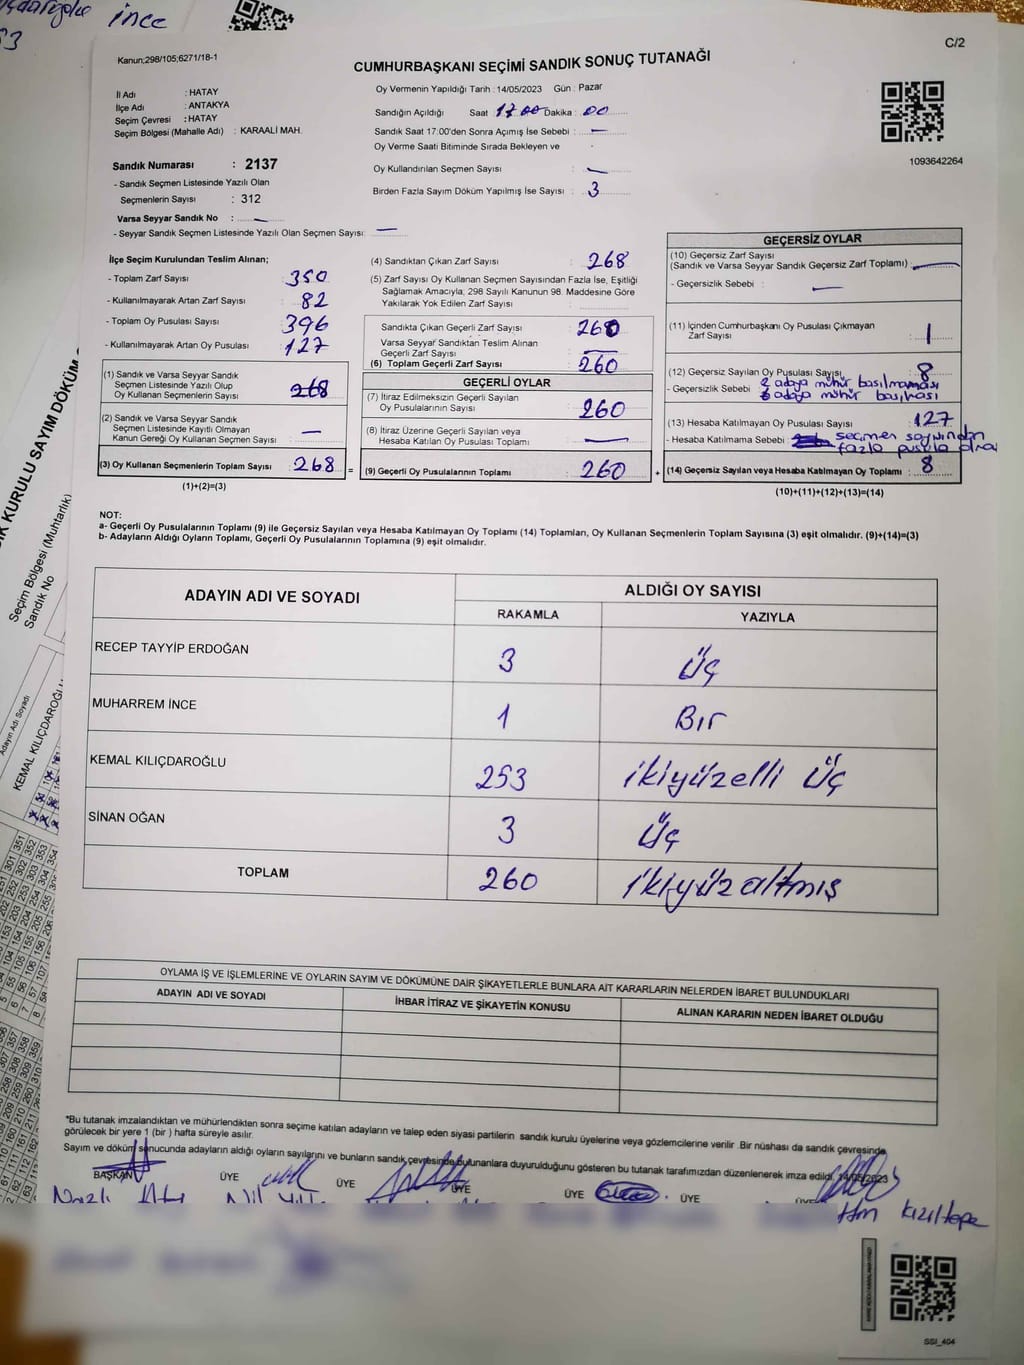 ince
53
C/2
Kanun;298/105;6271/18-1
CUMHURBAŞKANI SEÇİMİ SANDIK SONUÇ TUTANAĞI
İl Adı : HATAY
İlçe Adı : ANTAKYA
Seçim Çevresi : HATAY
Seçim Bölgesi (Mahalle Adı) : KARAALİ MAH.
Sandık Numarası : 2137
- Sandık Seçmen Listesinde Yazılı Olan
Seçmenlerin Sayısı : 312
Varsa Seyyar Sandık No : —
- Seyyar Sandık Seçmen Listesinde Yazılı Olan Seçmen Sayısı: —
Oy Vermenin Yapıldığı Tarih : 14/05/2023 Gün : Pazar
Sandığın Açıldığı Saat : 17 00 Dakika : 00
Sandık Saat 17:00'den Sonra Açımış İse Sebebi : —
Oy Verme Saati Bitiminde Sırada Bekleyen ve
Oy Kullandırılan Seçmen Sayısı : —
Birden Fazla Sayım Döküm Yapılmış İse Sayısı : 3
1093642264
İlçe Seçim Kurulundan Teslim Alınan;
- Toplam Zarf Sayısı : 350
- Kullanılmayarak Artan Zarf Sayısı : 82
- Toplam Oy Pusulası Sayısı : 396
- Kullanılmayarak Artan Oy Pusulası : 127
(1) Sandık ve Varsa Seyyar Sandık
Seçmen Listesinde Yazılı Olup
Oy Kullanan Seçmenlerin Sayısı : 268
(2) Sandık ve Varsa Seyyar Sandık
Seçmen Listesinde Kayıtlı Olmayan
Kanun Gereği Oy Kullanan Seçmen Sayısı : —
(3) Oy Kullanan Seçmenlerin Toplam Sayısı : 268 =
(1)+(2)=(3)
(4) Sandıktan Çıkan Zarf Sayısı : 268
(5) Zarf Sayısı Oy Kullanan Seçmen Sayısından Fazla İse, Eşitliği
Sağlamak Amacıyla, 298 Sayılı Kanunun 98. Maddesine Göre
Yakılarak Yok Edilen Zarf Sayısı :
Sandıkta Çıkan Geçerli Zarf Sayısı : 260
Varsa Seyyar Sandıktan Teslim Alınan
Geçerli Zarf Sayısı : —
(6) Toplam Geçerli Zarf Sayısı : 260
GEÇERLİ OYLAR
(7) İtiraz Edilmeksizin Geçerli Sayılan
Oy Pusulalarının Sayısı : 260
(8) İtiraz Üzerine Geçerli Sayılan veya
Hesaba Katılan Oy Pusulası Toplamı : —
(9) Geçerli Oy Pusulalarının Toplamı : 260 +
GEÇERSİZ OYLAR
(10) Geçersiz Zarf Sayısı
(Sandık ve Varsa Seyyar Sandık Geçersiz Zarf Toplamı) : —
- Geçersizlik Sebebi : —
(11) İçinden Cumhurbaşkanı Oy Pusulası Çıkmayan
Zarf Sayısı : 1
(12) Geçersiz Sayılan Oy Pusulası Sayısı : 8
- Geçersizlik Sebebi : 2 adaya mühür basılmaması
adaya mühür basılması
(13) Hesaba Katılmayan Oy Pusulası Sayısı : 127
- Hesaba Katılmama Sebebi : seçmen sayısından
fazla pusula
(14) Geçersiz Sayılan veya Hesaba Katılmayan Oy Toplamı : 8
(10)+(11)+(12)+(13)=(14)
NOT:
a- Geçerli Oy Pusulalarının Toplamı (9) ile Geçersiz Sayılan veya Hesaba Katılmayan Oy Toplamı (14) Toplamları, Oy Kullanan Seçmenlerin Toplam Sayısına (3) eşit olmalıdır. (9)+(14)=(3)
b- Adayların Aldığı Oyların Toplamı, Geçerli Oy Pusulalarının Toplamına (9) eşit olmalıdır.
ADAYIN ADI VE SOYADI ALDIĞI OY SAYISI
RAKAMLA YAZIYLA
RECEP TAYYİP ERDOĞAN 3 üç
MUHARREM İNCE 1 Bir
KEMAL KILIÇDAROĞLU 253 ikiyüzelli üç
SİNAN OĞAN 3 üç
TOPLAM 260 ikiyüz altmış
OYLAMA İŞ VE İŞLEMLERİNE VE OYLARIN SAYIM VE DÖKÜMÜNE DAİR ŞİKAYETLERLE BUNLARA AİT KARARLARIN NELERDEN İBARET BULUNDUKLARI
ADAYIN ADI VE SOYADI İHBAR İTİRAZ VE ŞİKAYETİN KONUSU ALINAN KARARIN NEDEN İBARET OLDUĞU
*Bu tutanak imzalandıktan ve mühürlendikten sonra seçime katılan adayların ve talep eden siyasi partilerin sandık kurulu üyelerine veya gözlemcilerine verilir .Bir nüshası da sandık çevresinde
görülecek bir yere 1 (bir ) hafta süreyle asılır.
Sayım ve döküm sonucunda adayların aldığı oyların sayılarını ve bunların sandık çevresinde bulunanlara duyurulduğunu gösteren bu tutanak tarafımızdan düzenlenerek imza edildi. 14/05/2023
BAŞKAN ÜYE ÜYE ÜYE ÜYE ÜYE ÜYE
Kızıltepe
SSI_404
KURULU SAYIM DÖKÜM
Seçim Bölgesi (Muhtarlık)
Sandık No
Adayın Adı Soyadı
KEMAL KILIÇDAROĞLU